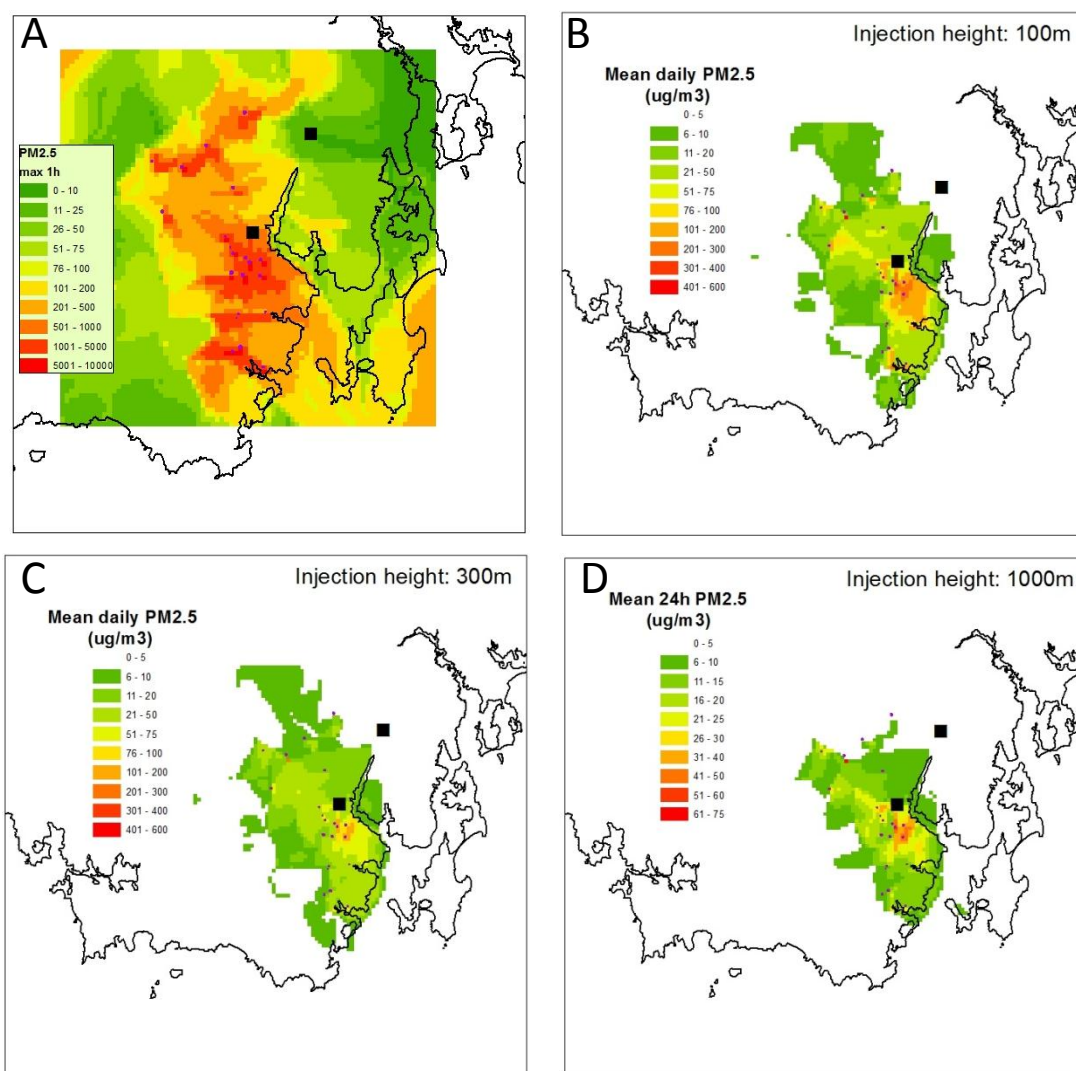 A
PM2.5
max 1h
0 - 10
11 - 25
26 - 50
51 - 75
76 - 100
101 - 200
201 - 500
501 - 1000
1001 - 5000
5001 - 10000
B
Injection height: 100m
Mean daily PM2.5
(ug/m3)
0 - 5
6 - 10
11 - 20
21 - 50
51 - 75
76 - 100
101 - 200
201 - 300
301 - 400
401 - 600
C
Injection height: 300m
Mean daily PM2.5
(ug/m3)
0 - 5
6 - 10
11 - 20
21 - 50
51 - 75
76 - 100
101 - 200
201 - 300
301 - 400
401 - 600
D
Injection height: 1000m
Mean 24h PM2.5
(ug/m3)
0 - 5
6 - 10
11 - 15
16 - 20
21 - 25
26 - 30
31 - 40
41 - 50
51 - 60
61 - 75